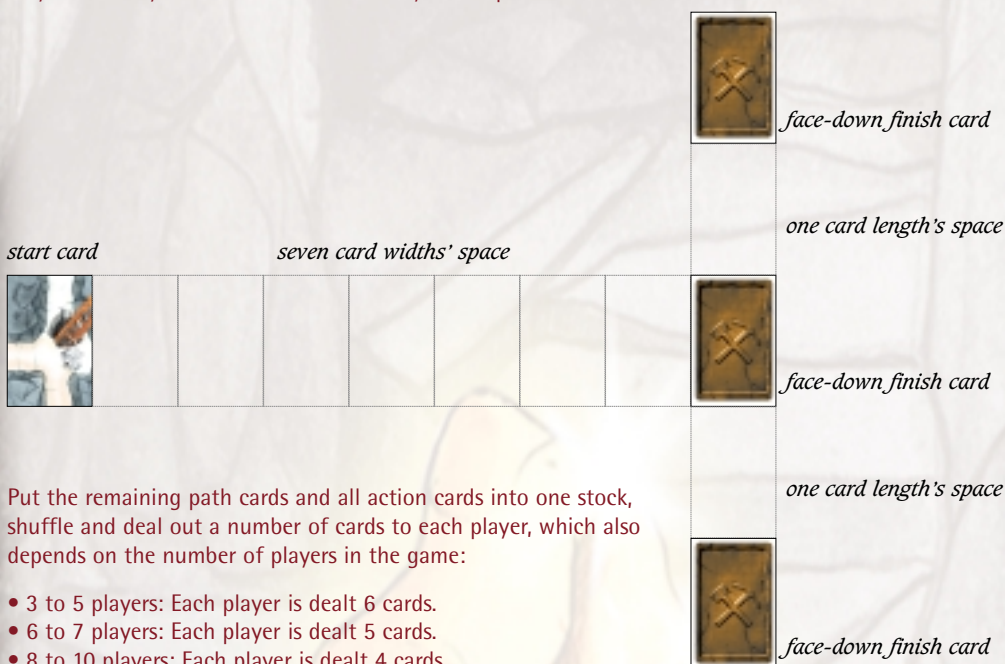 face-down finish card
one card length's space
start card
seven card widths' space
face-down finish card
one card length's space
Put the remaining path cards and all action cards into one stock,
shuffle and deal out a number of cards to each player, which also
depends on the number of players in the game:
• 3 to 5 players: Each player is dealt 6 cards.
• 6 to 7 players: Each player is dealt 5 cards.
• 8 to 10 players: Each player is dealt 4 cards.
face-down finish card